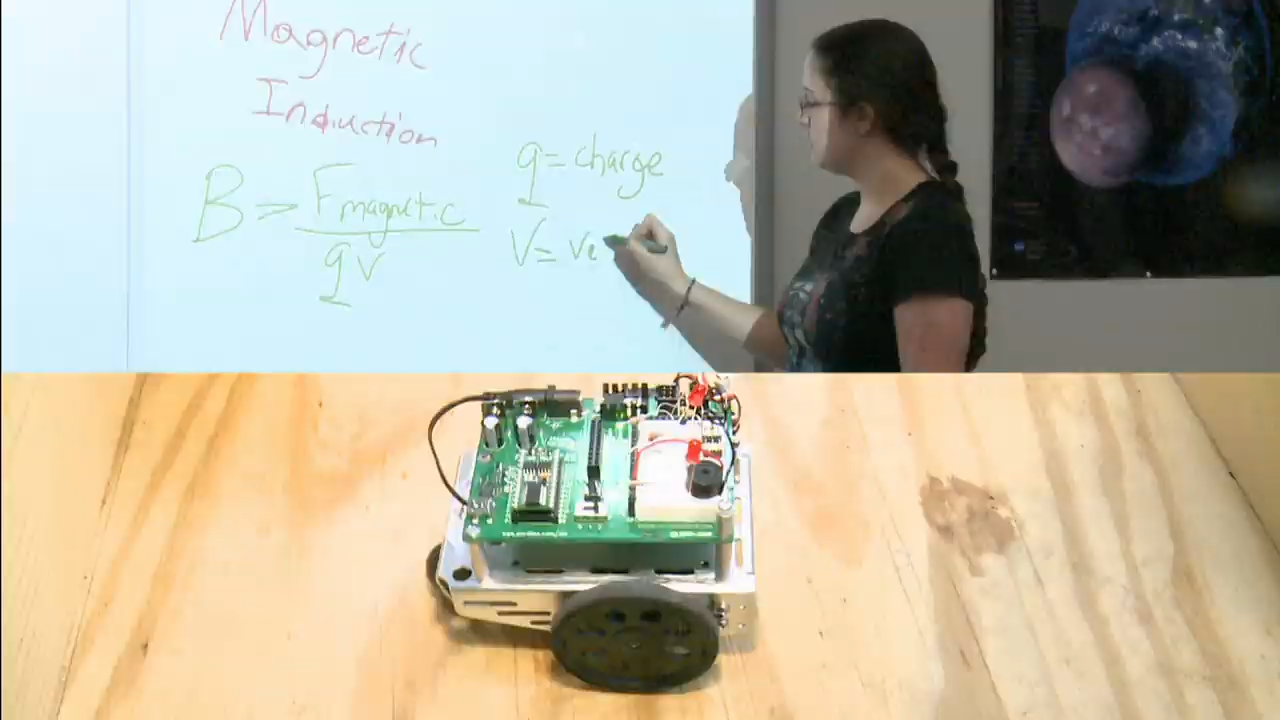 Magnetic
Induction
B = Fmagnetic
qv
q = charge
V = ve